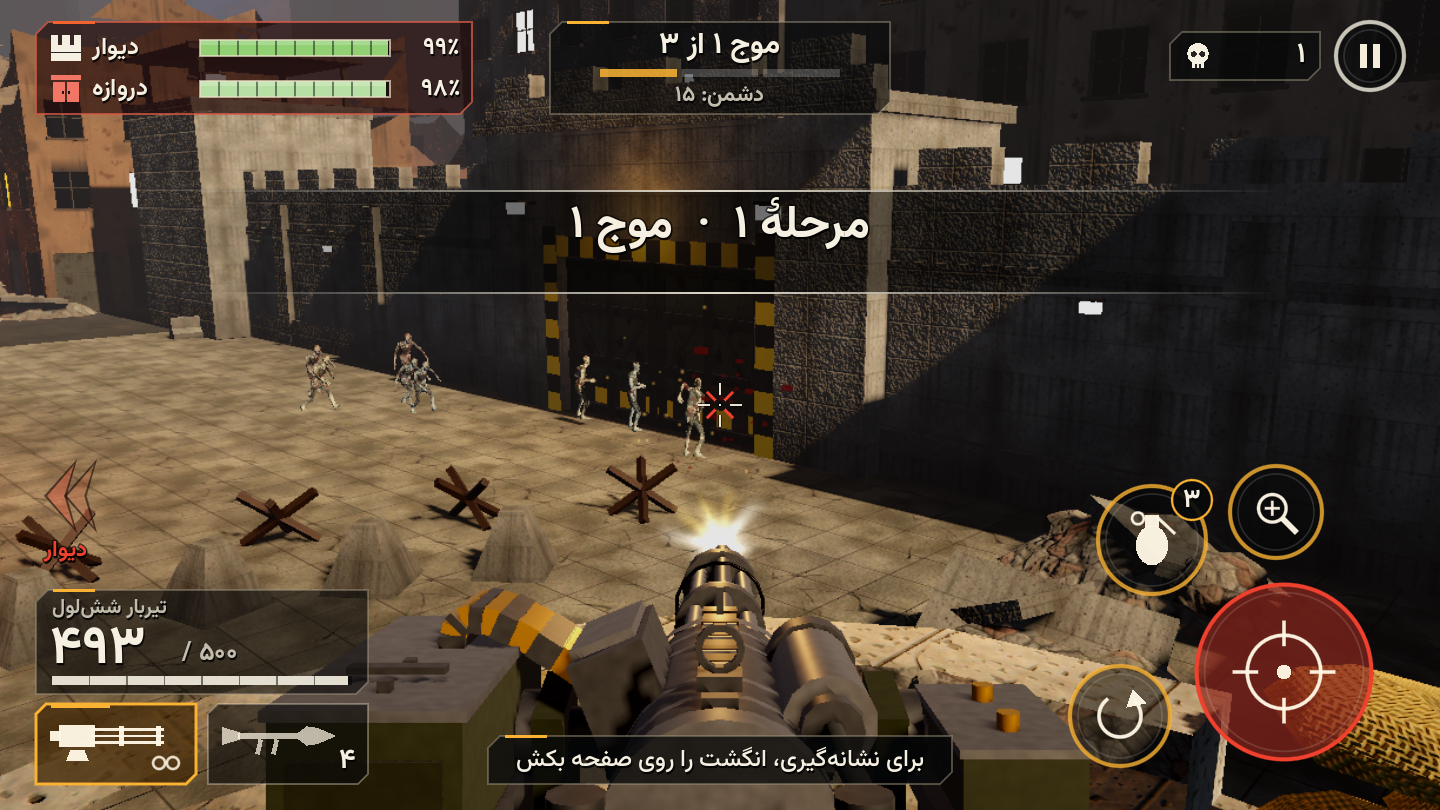 دیوار ۹۹٪
دروازه ۹۸٪
موج ۱ از ۳
دشمن: ۱۵
۱
مرحلهٔ ۱ · موج ۱
۳
دیوار
تیربار شش‌لول
۴۹۳ / ۵۰۰
∞
۴
برای نشانه‌گیری، انگشت را روی صفحه بکش